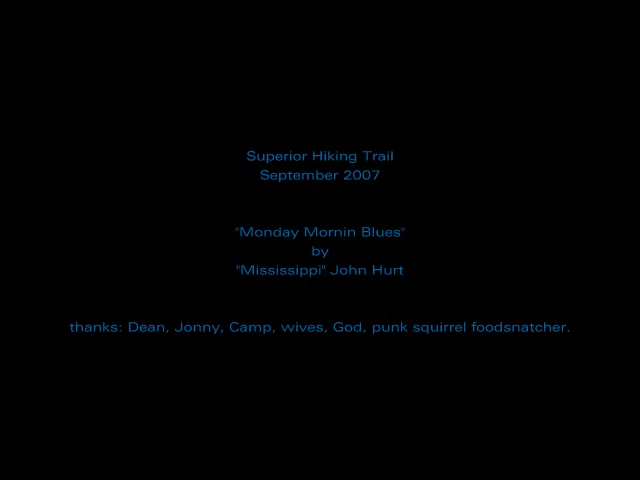 Superior Hiking Trail
September 2007
"Monday Mornin Blues"
by
"Mississippi" John Hurt
thanks: Dean, Jonny, Camp, wives, God, punk squirrel foodsnatcher.